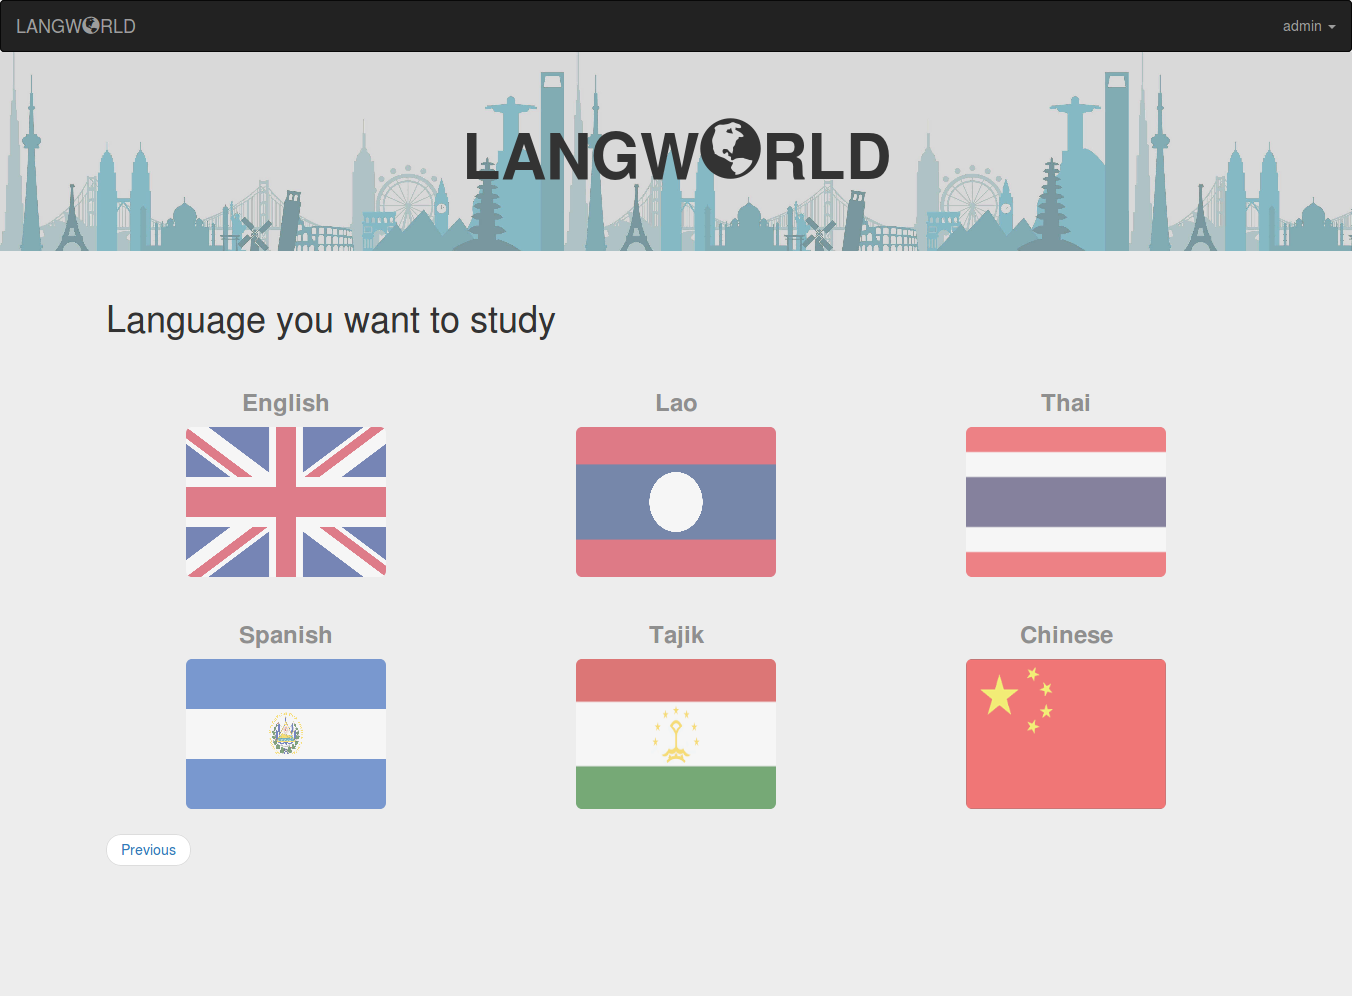 LANGWORLD
admin
LANGWORLD
Language you want to study
English
Lao
Thai
Spanish
Tajik
Chinese
Previous